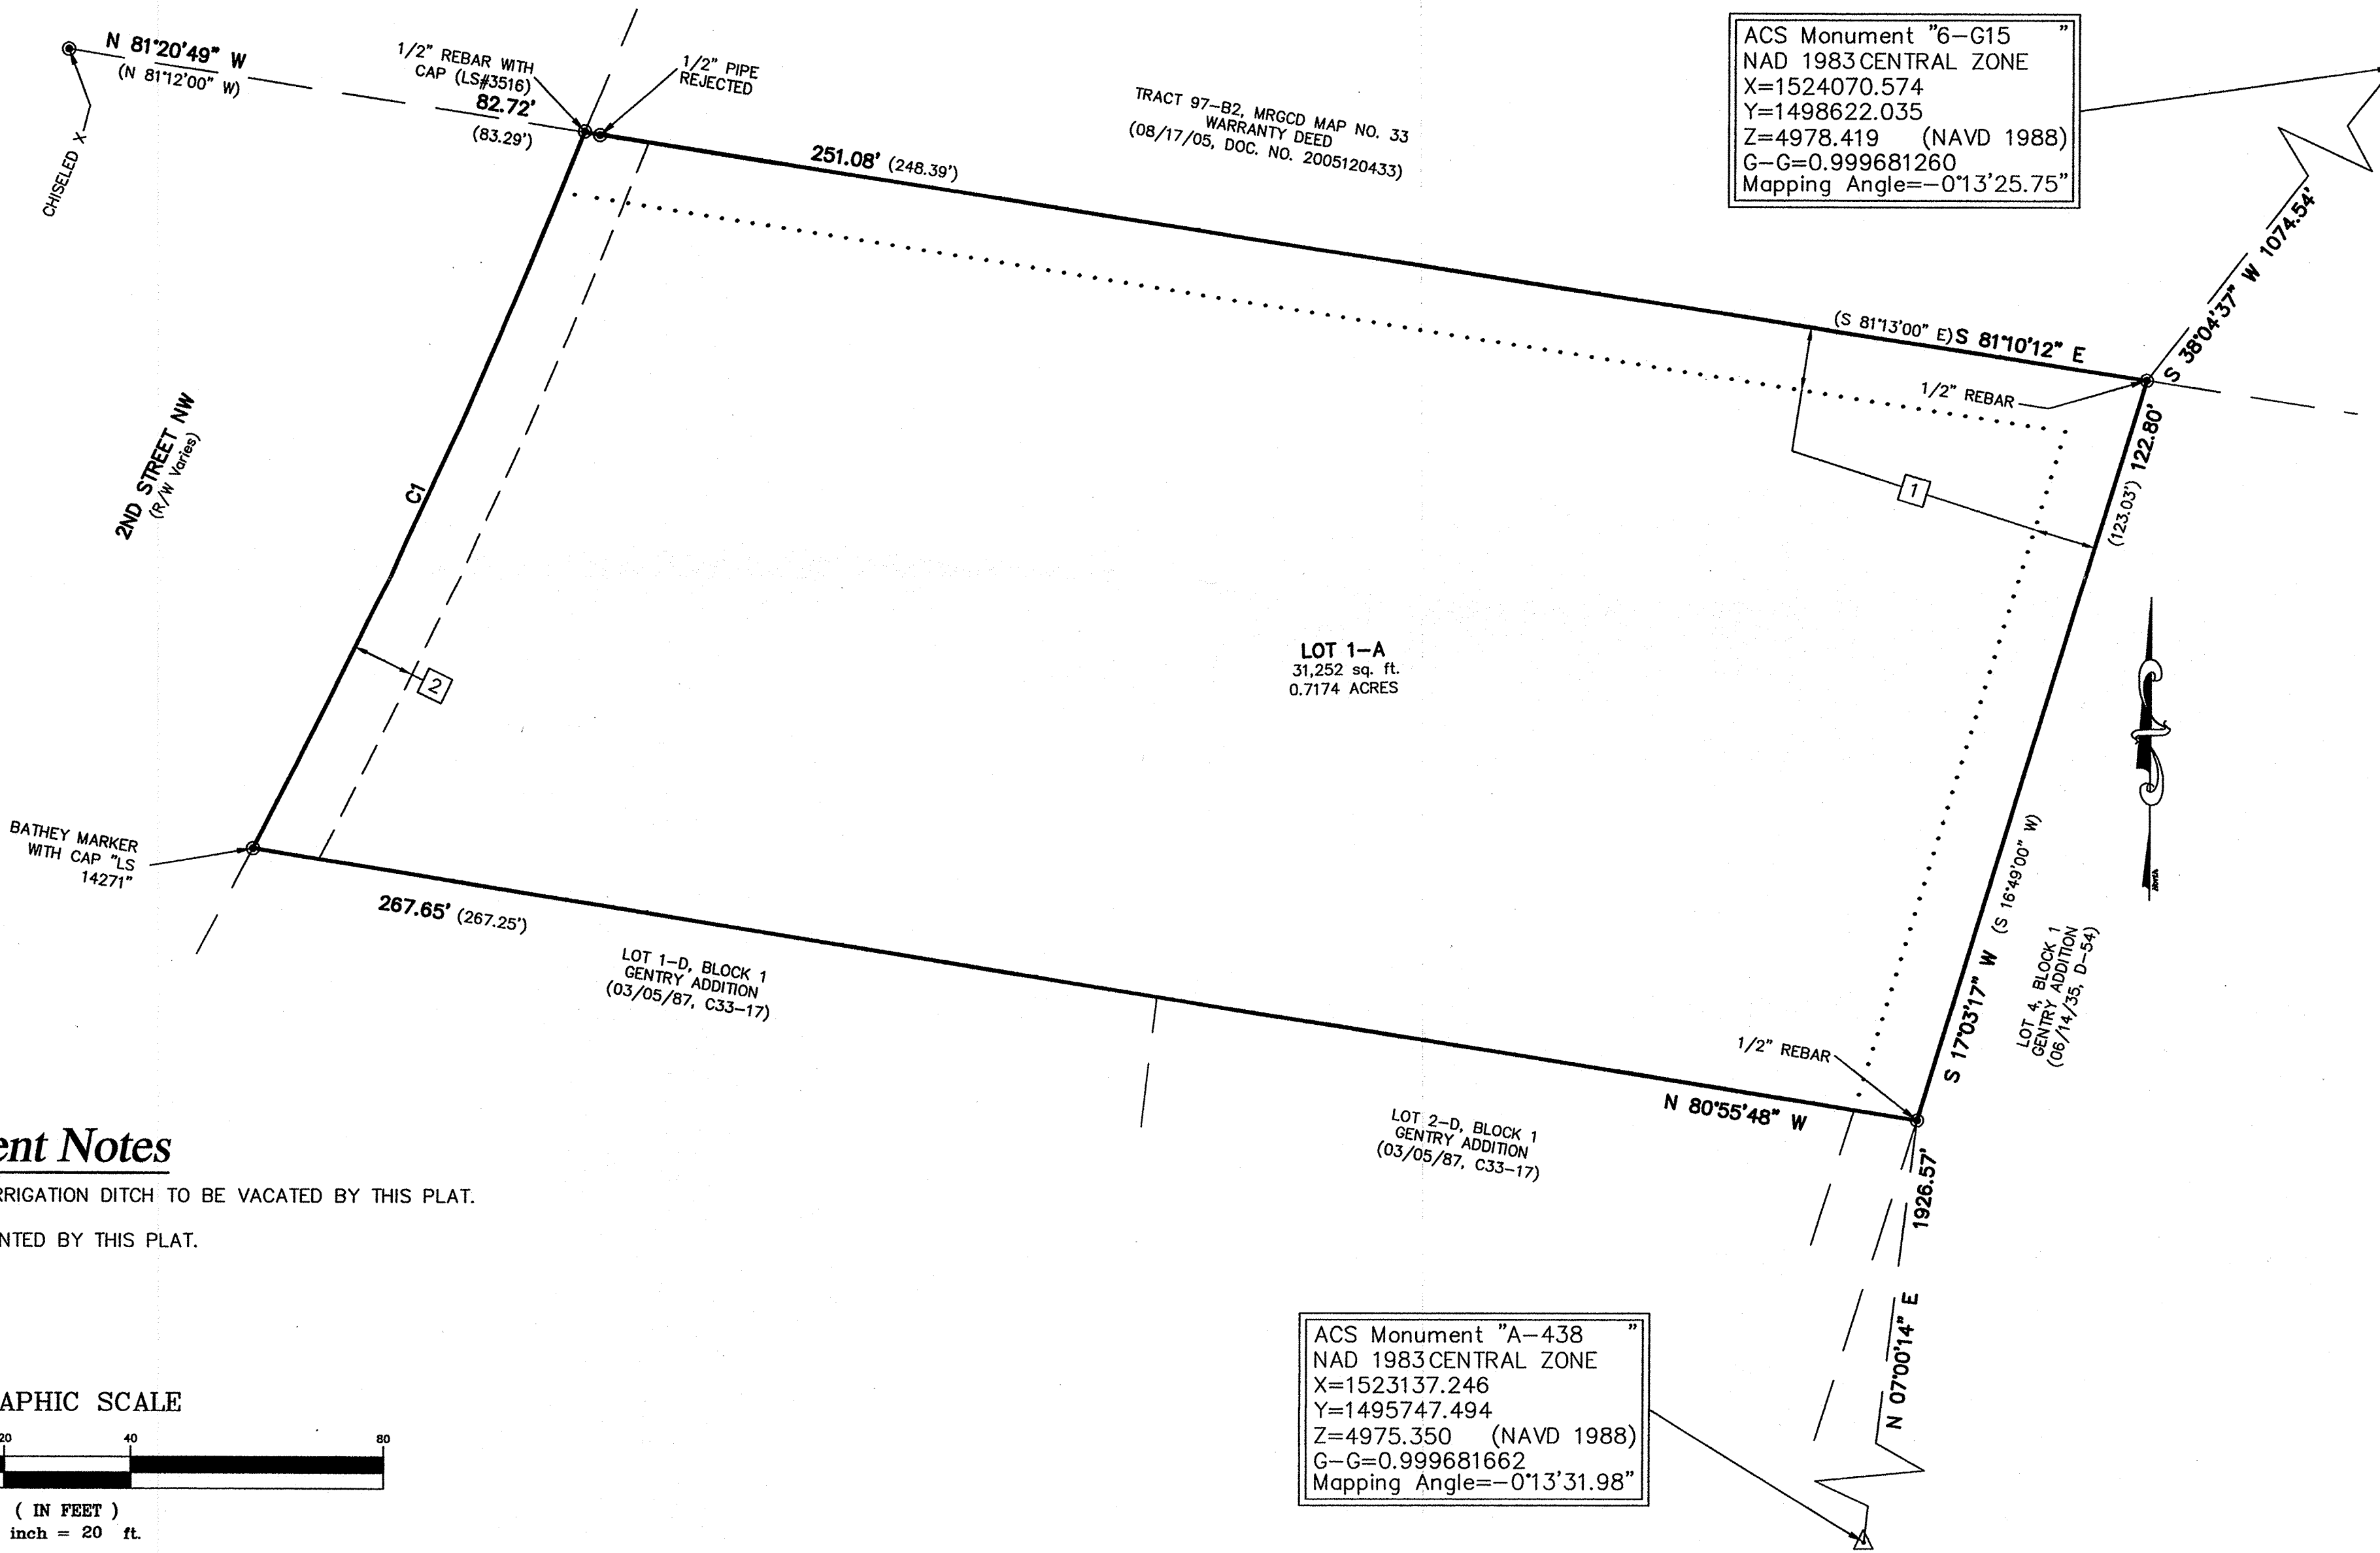 N 81°20'49" W
(N 81°12'00" W)
CHISELED X
1/2" REBAR WITH
CAP (LS#3516)
82.72'
(83.29')
1/2" PIPE
REJECTED
251.08' (248.39')
TRACT 97-B2, MRGCD MAP NO. 33
WARRANTY DEED
(08/17/05, DOC. NO. 2005120433)
ACS Monument "6-G15 "
NAD 1983 CENTRAL ZONE
X=1524070.574
Y=1498622.035
Z=4978.419 (NAVD 1988)
G-G=0.999681260
Mapping Angle=-0°13'25.75"
S 38°04'37" W 1074.54'
(S 81°13'00" E) S 81°10'12" E
1/2" REBAR
(123.03') 122.80'
1
2ND STREET NW
(R/W Varies)
C1
2
LOT 1-A
31,252 sq. ft.
0.7174 ACRES
North
BATHEY MARKER
WITH CAP "LS
14271"
267.65' (267.25')
LOT 1-D, BLOCK 1
GENTRY ADDITION
(03/05/87, C33-17)
S 17°03'17" W (S 16°49'00" W)
LOT 4, BLOCK 1
GENTRY ADDITION
(06/14/35, D-54)
1/2" REBAR
N 80°55'48" W
LOT 2-D, BLOCK 1
GENTRY ADDITION
(03/05/87, C33-17)
N 07°00'14" E 1926.57'
ent Notes
RRIGATION DITCH TO BE VACATED BY THIS PLAT.
NTED BY THIS PLAT.
ACS Monument "A-438 "
NAD 1983 CENTRAL ZONE
X=1523137.246
Y=1495747.494
Z=4975.350 (NAVD 1988)
G-G=0.999681662
Mapping Angle=-0°13'31.98"
APHIC SCALE
20 40 80
( IN FEET )
inch = 20 ft.